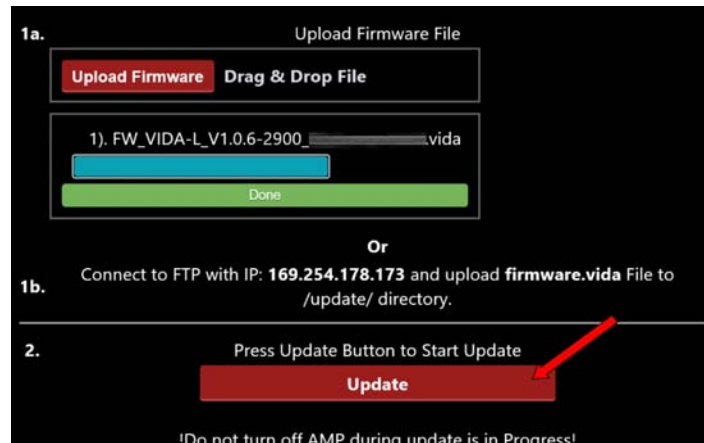 1a. Upload Firmware File
Upload Firmware Drag & Drop File
1). FW_VIDA-L_V1.0.6-2900_ .vida
Done
Or
1b. Connect to FTP with IP: 169.254.178.173 and upload firmware.vida File to
/update/ directory.
2. Press Update Button to Start Update
Update
!Do not turn off AMP during update is in Progress!